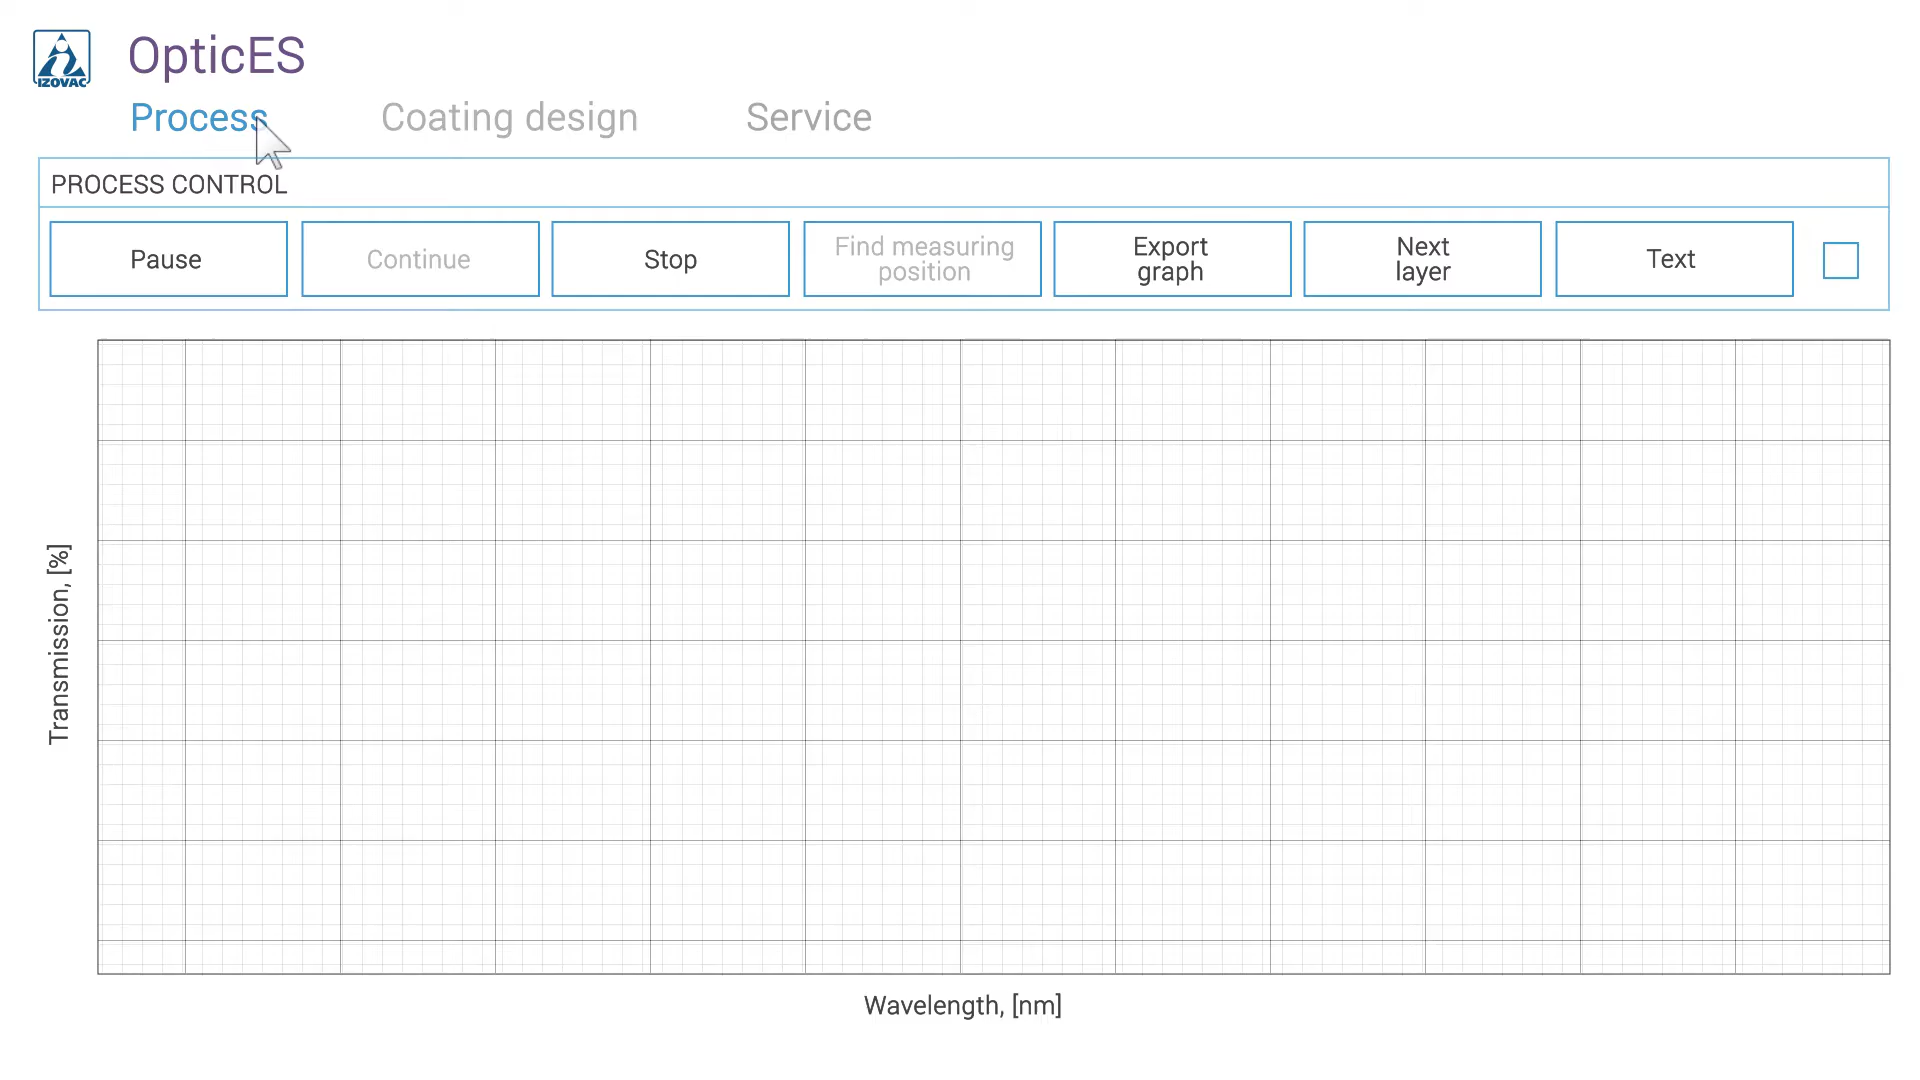 IZOVAC
OpticES
Process
Coating design
Service
PROCESS CONTROL
Pause
Continue
Stop
Find measuring
position
Export
graph
Next
layer
Text
Transmission, [%]
Wavelength, [nm]